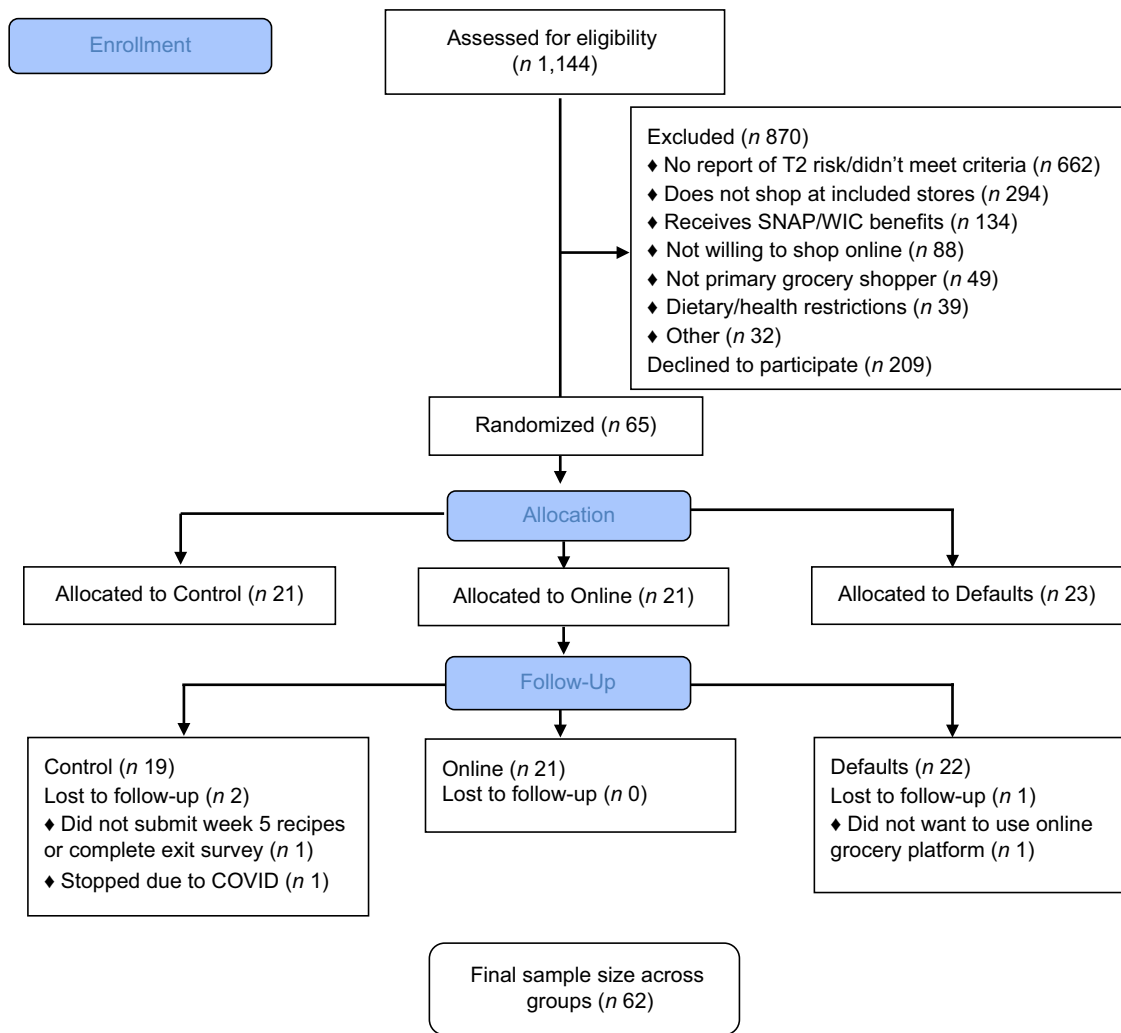 Enrollment
Assessed for eligibility
(n 1,144)
Excluded (n 870)
♦ No report of T2 risk/didn’t meet criteria (n 662)
♦ Does not shop at included stores (n 294)
♦ Receives SNAP/WIC benefits (n 134)
♦ Not willing to shop online (n 88)
♦ Not primary grocery shopper (n 49)
♦ Dietary/health restrictions (n 39)
♦ Other (n 32)
Declined to participate (n 209)
Randomized (n 65)
Allocation
Allocated to Control (n 21)
Allocated to Online (n 21)
Allocated to Defaults (n 23)
Follow-Up
Control (n 19)
Lost to follow-up (n 2)
♦ Did not submit week 5 recipes
or complete exit survey (n 1)
♦ Stopped due to COVID (n 1)
Online (n 21)
Lost to follow-up (n 0)
Defaults (n 22)
Lost to follow-up (n 1)
♦ Did not want to use online
grocery platform (n 1)
Final sample size across
groups (n 62)